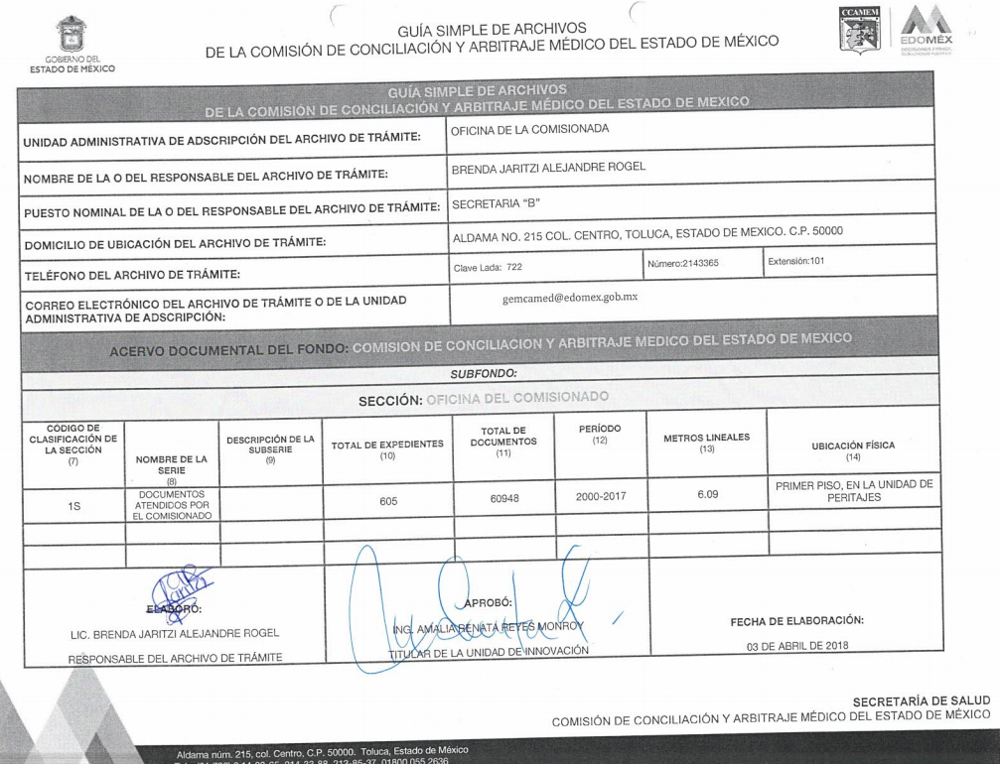 GUÍA SIMPLE DE ARCHIVOS
DE LA COMISIÓN DE CONCILIACIÓN Y ARBITRAJE MÉDICO DEL ESTADO DE MÉXICO
GOBIERNO DEL
ESTADO DE MÉXICO
CCAMEM
EDOMÉX
GUÍA SIMPLE DE ARCHIVOS
DE LA COMISIÓN DE CONCILIACIÓN Y ARBITRAJE MÉDICO DEL ESTADO DE MEXICO
UNIDAD ADMINISTRATIVA DE ADSCRIPCIÓN DEL ARCHIVO DE TRÁMITE: OFICINA DE LA COMISIONADA
NOMBRE DE LA O DEL RESPONSABLE DEL ARCHIVO DE TRÁMITE: BRENDA JARITZI ALEJANDRE ROGEL
PUESTO NOMINAL DE LA O DEL RESPONSABLE DEL ARCHIVO DE TRÁMITE: SECRETARIA “B”
DOMICILIO DE UBICACIÓN DEL ARCHIVO DE TRÁMITE: ALDAMA NO. 215 COL. CENTRO, TOLUCA, ESTADO DE MEXICO. C.P. 50000
TELÉFONO DEL ARCHIVO DE TRÁMITE: Clave Lada: 722 Número:2143365 Extensión:101
CORREO ELECTRÓNICO DEL ARCHIVO DE TRÁMITE O DE LA UNIDAD
ADMINISTRATIVA DE ADSCRIPCIÓN:
gemcamed@edomex.gob.mx
ACERVO DOCUMENTAL DEL FONDO: COMISION DE CONCILIACION Y ARBITRAJE MEDICO DEL ESTADO DE MEXICO
SUBFONDO:
SECCIÓN: OFICINA DEL COMISIONADO
CÓDIGO DE
CLASIFICACIÓN DE
LA SECCIÓN
(7)
NOMBRE DE LA
SERIE
(8)
DESCRIPCIÓN DE LA
SUBSERIE
(9)
TOTAL DE EXPEDIENTES
(10)
TOTAL DE
DOCUMENTOS
(11)
PERÍODO
(12)
METROS LINEALES
(13)
UBICACIÓN FÍSICA
(14)
1S
DOCUMENTOS
ATENDIDOS POR
EL COMISIONADO
605
60948
2000-2017
6.09
PRIMER PISO, EN LA UNIDAD DE
PERITAJES
ELABORÓ:
LIC. BRENDA JARITZI ALEJANDRE ROGEL
RESPONSABLE DEL ARCHIVO DE TRÁMITE
APROBÓ:
ING. AMALIA RENATA REYES MONROY
TITULAR DE LA UNIDAD DE INNOVACIÓN
FECHA DE ELABORACIÓN:
03 DE ABRIL DE 2018
SECRETARÍA DE SALUD
COMISIÓN DE CONCILIACIÓN Y ARBITRAJE MÉDICO DEL ESTADO DE MÉXICO
Aldama núm. 215, col. Centro, C.P. 50000. Toluca, Estado de México